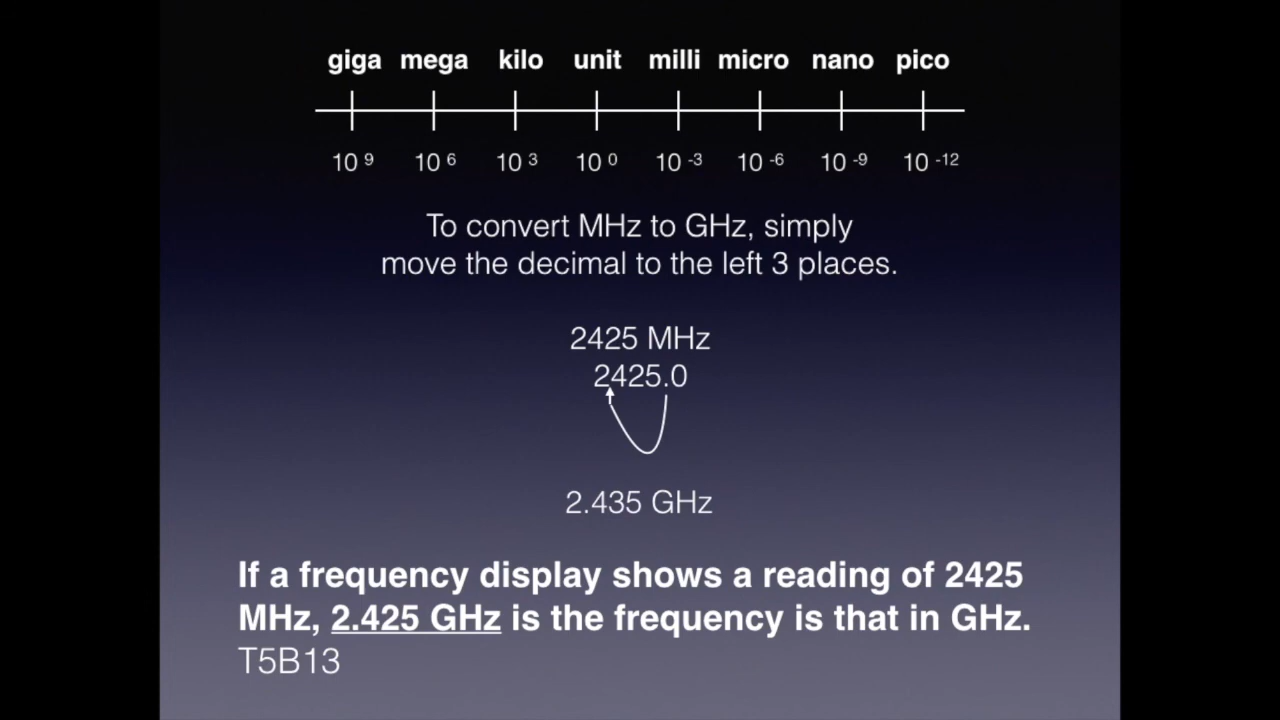 giga mega kilo unit milli micro nano pico
10 9 10 6 10 3 10 0 10 -3 10 -6 10 -9 10 -12
To convert MHz to GHz, simply
move the decimal to the left 3 places.
2425 MHz
2425.0
2.435 GHz
If a frequency display shows a reading of 2425
MHz, 2.425 GHz is the frequency is that in GHz.
T5B13